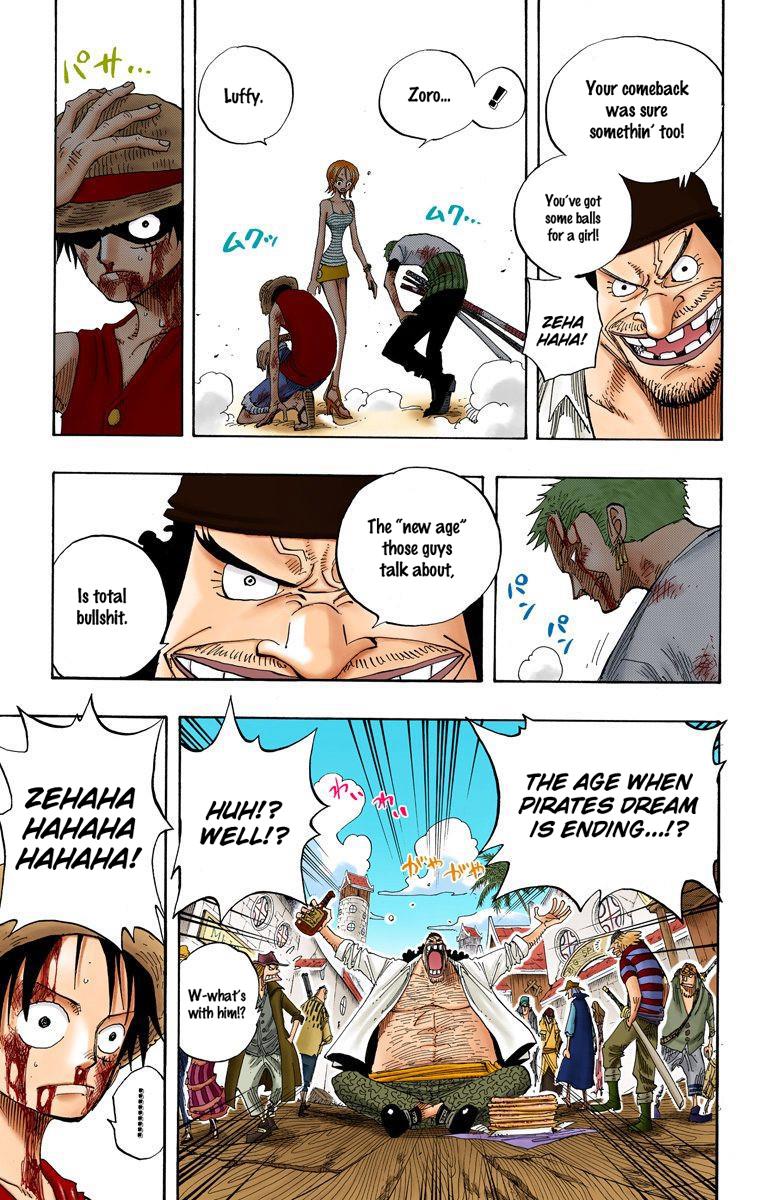 Your comeback
was sure
somethin' too!
You've got
some balls
for a girl!
ZEHA
HAHA!
!
Zoro...
Luffy.
ムクッ...
ムクッ
パサ...
パン
パン
The "new age"
those guys
talk about,
Is total
bullshit.
THE AGE WHEN
PIRATES DREAM
IS ENDING...!?
HUH!?
WELL!?
わい
わい
がや
がや
W-what's
with him!?
ZEHAHA
HAHAHA
HAHAHA!
.........